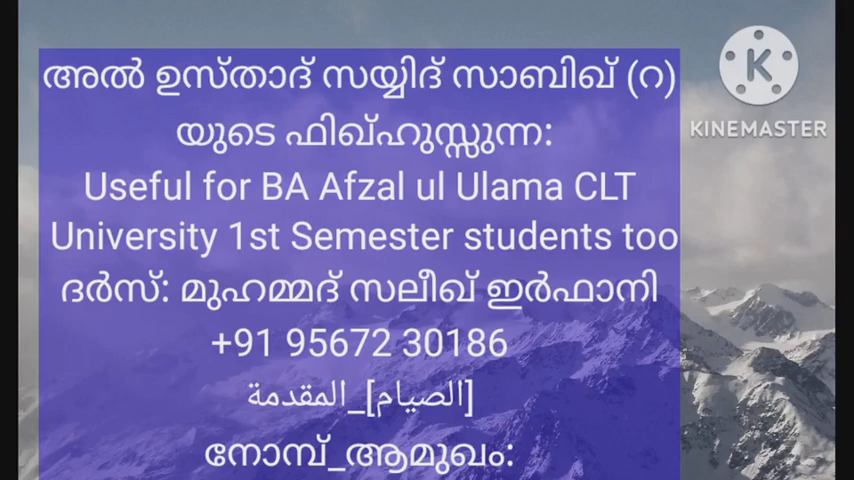 അൽ ഉസ്താദ് സയ്യിദ് സാബിഖ് (റ)
യുടെ ഫിഖ്ഹുസ്സുന്ന:
Useful for BA Afzal ul Ulama CLT
University 1st Semester students too
ദർസ്: മുഹമ്മദ് സലീഖ് ഇർഫാനി
+91 95672 30186
[الصيام]_المقدمة
നോമ്പ്_ആമുഖം:
K
KINEMASTER